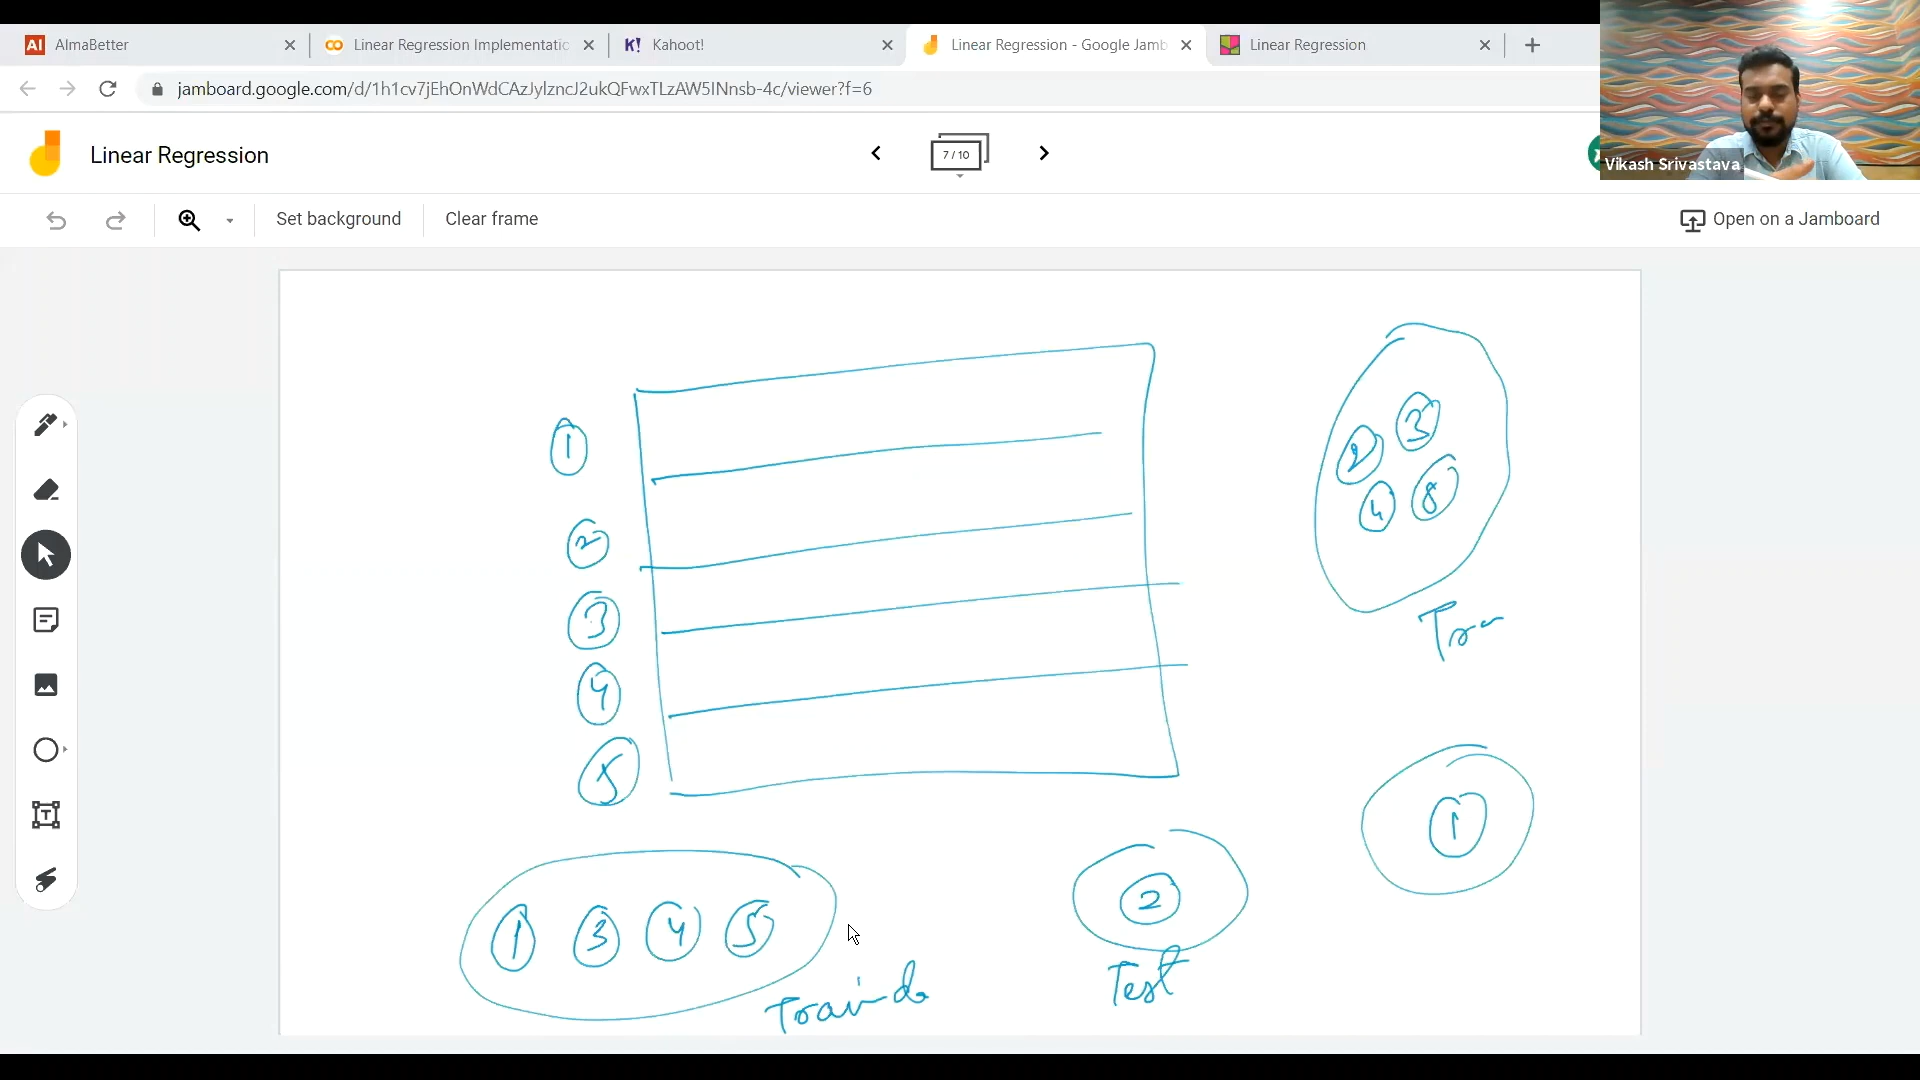 AlmaBetter
Linear Regression Implementatic
Kahoot!
Linear Regression - Google Jamb
Linear Regression
jamboard.google.com/d/1h1cv7jEhOnWdCAzJylzncJ2ukQFwxTLzAW5INnsb-4c/viewer?f=6
Linear Regression
7 / 10
Vikash Srivastava
Set background
Clear frame
Open on a Jamboard
1
2
3
4
5
2 3
4 8
Tra
1
1 3 4 5
2
Test